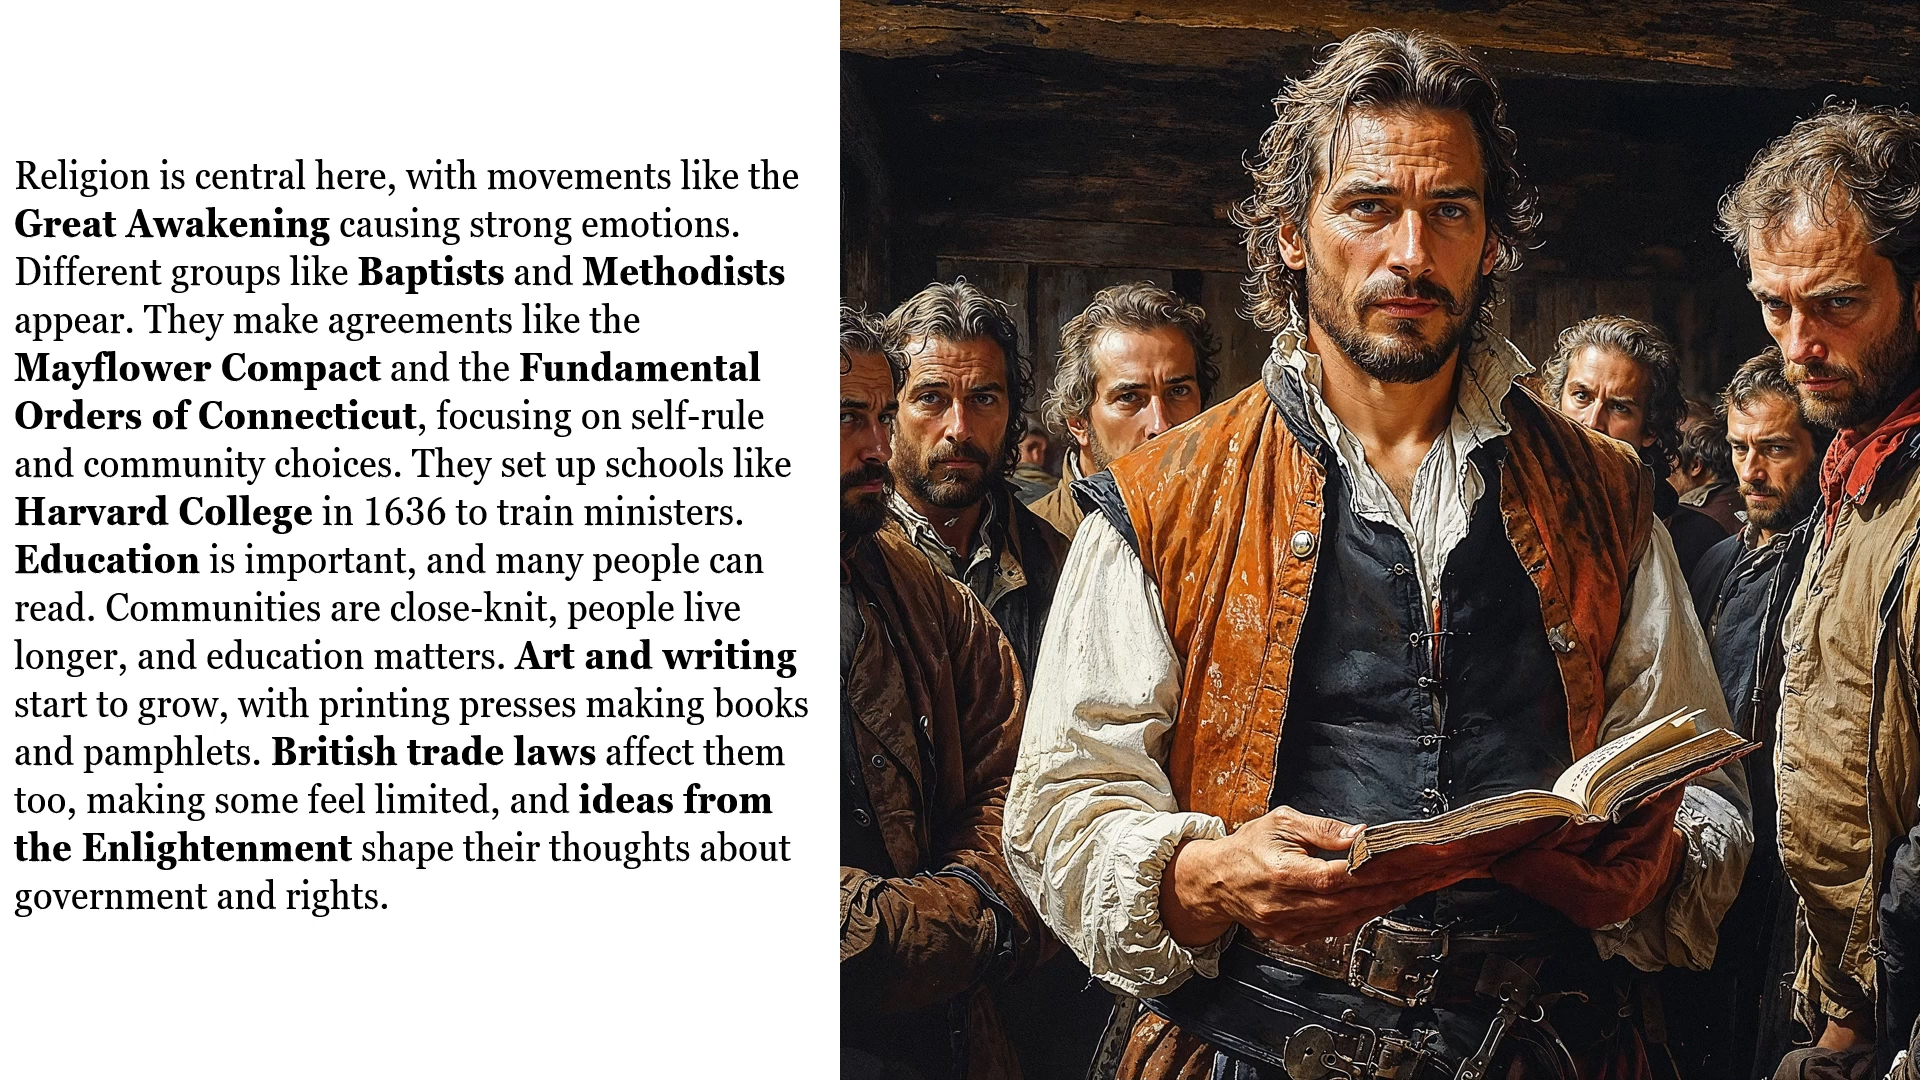 Religion is central here, with movements like the
Great Awakening causing strong emotions.
Different groups like Baptists and Methodists
appear. They make agreements like the
Mayflower Compact and the Fundamental
Orders of Connecticut, focusing on self-rule
and community choices. They set up schools like
Harvard College in 1636 to train ministers.
Education is important, and many people can
read. Communities are close-knit, people live
longer, and education matters. Art and writing
start to grow, with printing presses making books
and pamphlets. British trade laws affect them
too, making some feel limited, and ideas from
the Enlightenment shape their thoughts about
government and rights.